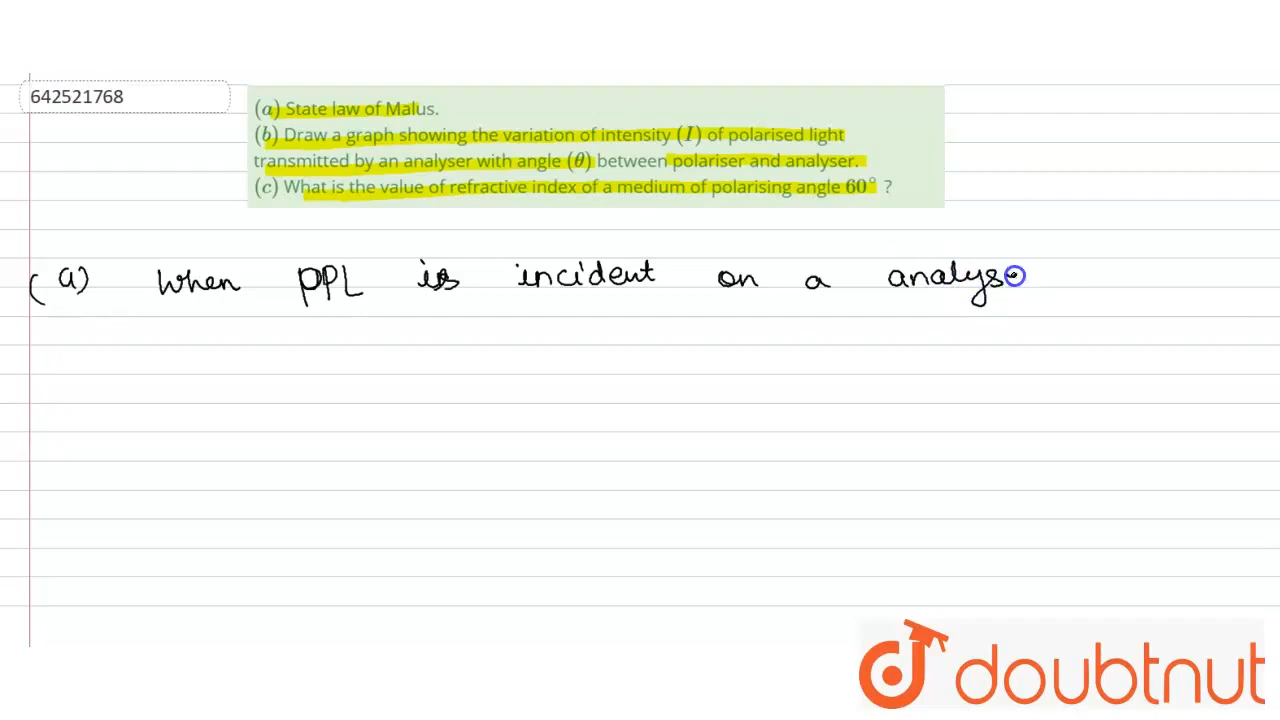 642521768
(a) State law of Malus.
(b) Draw a graph showing the variation of intensity (I) of polarised light
transmitted by an analyser with angle (θ) between polariser and analyser.
(c) What is the value of refractive index of a medium of polarising angle 60° ?
(a) When PPL is incident on a analys
doubtnut